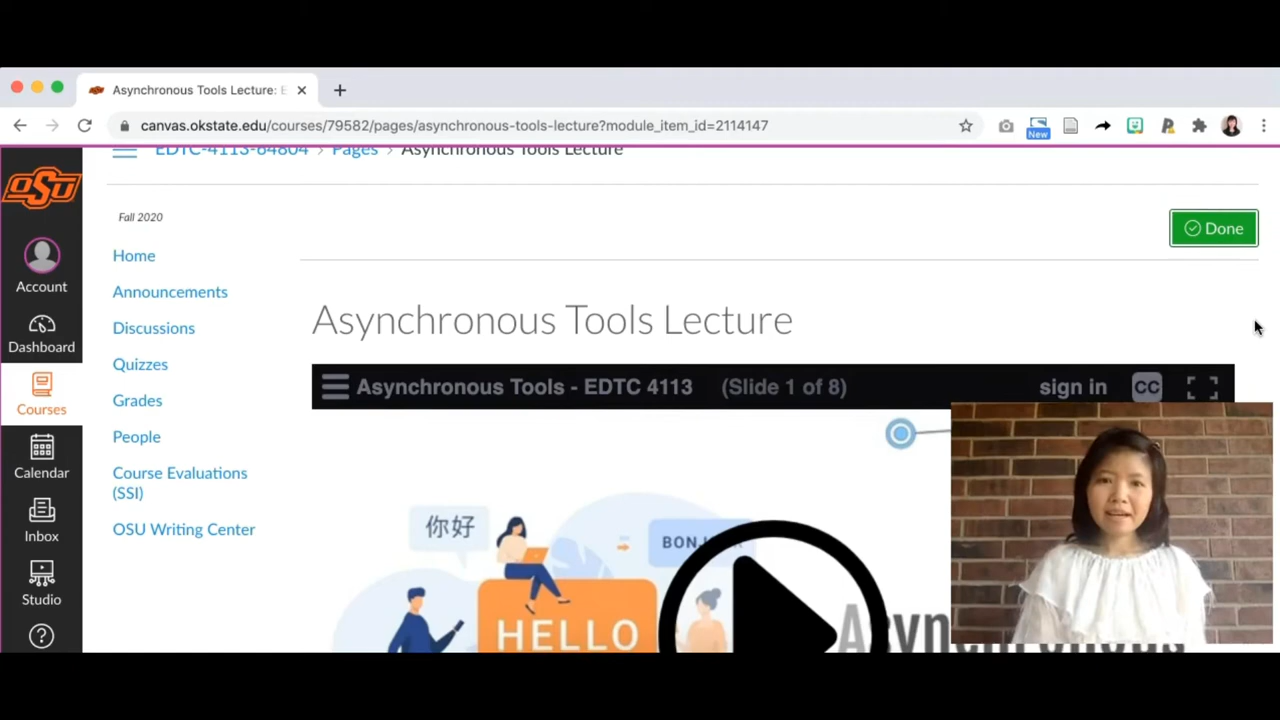 Asynchronous Tools Lecture: E
canvas.okstate.edu/courses/79582/pages/asynchronous-tools-lecture?module_item_id=2114147
New
EDTC-4113-64804 > Pages > Asynchronous Tools Lecture
OSU
Fall 2020
Done
Home
Account
Announcements
Asynchronous Tools Lecture
Discussions
Dashboard
Quizzes
Asynchronous Tools - EDTC 4113 (Slide 1 of 8) sign in CC
Grades
Courses
People
Calendar
Course Evaluations
(SSI)
OSU Writing Center
Inbox
你好
HELLO
Studio